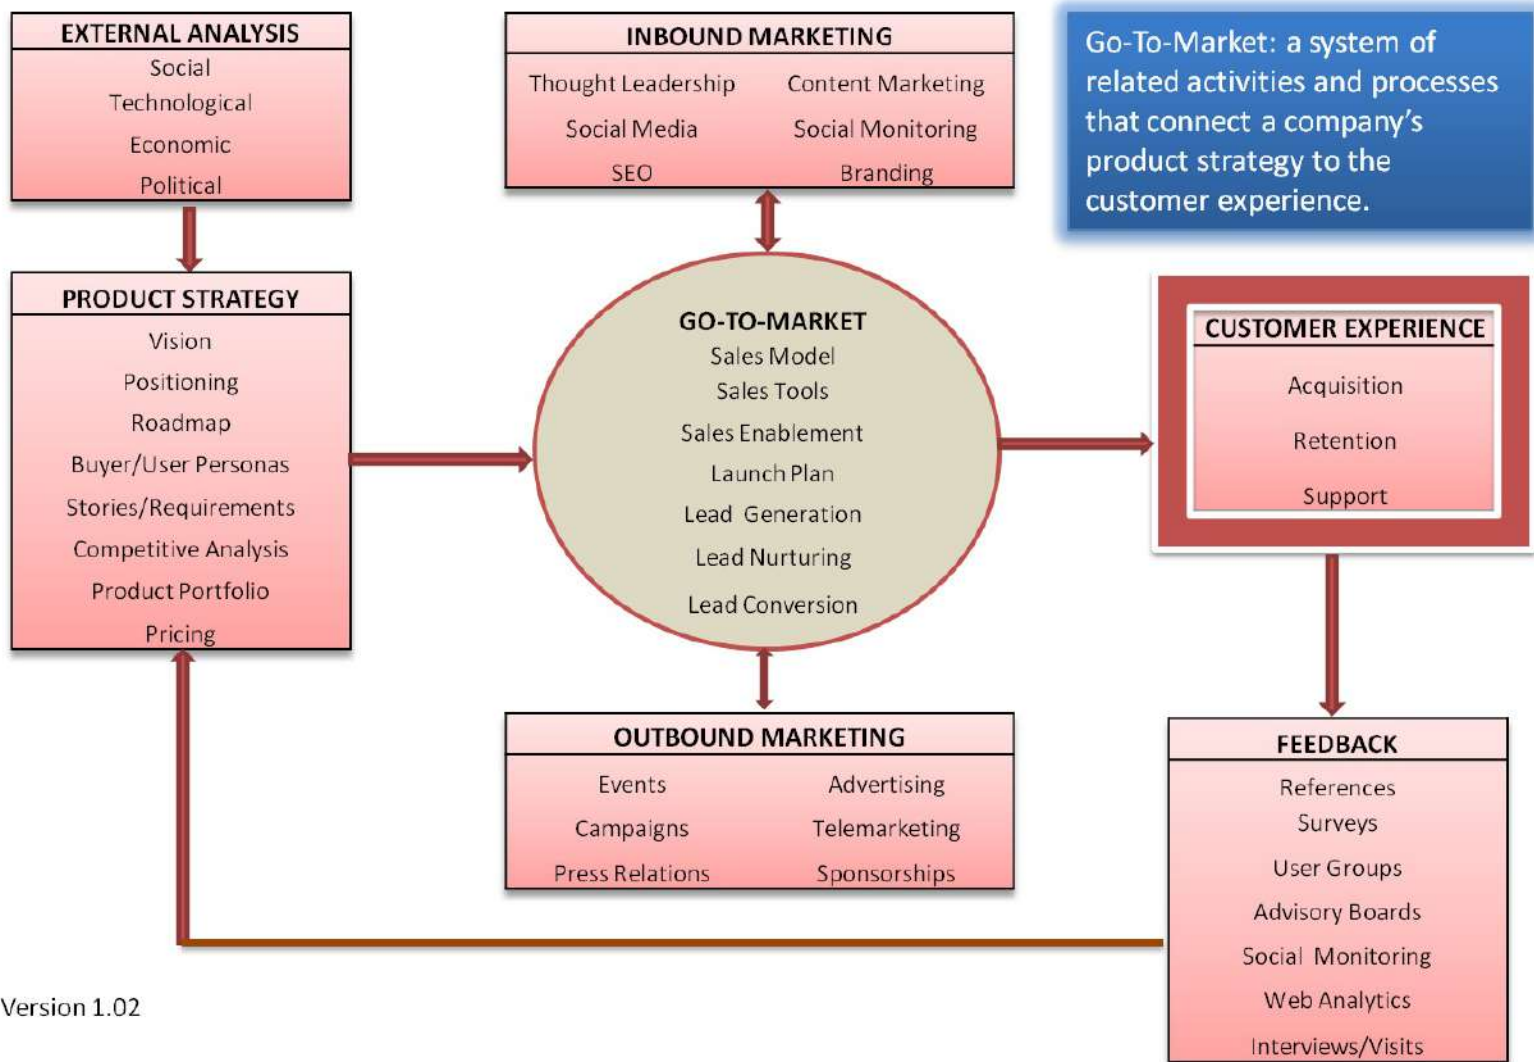 EXTERNAL ANALYSIS
Social
Technological
Economic
Political
INBOUND MARKETING
Thought Leadership
Content Marketing
Social Media
Social Monitoring
SEO
Branding
Go-To-Market: a system of
related activities and processes
that connect a company's
product strategy to the
customer experience.
PRODUCT STRATEGY
Vision
Positioning
Roadmap
Buyer/User Personas
Stories/Requirements
Competitive Analysis
Product Portfolio
Pricing
GO-TO-MARKET
Sales Model
Sales Tools
Sales Enablement
Launch Plan
Lead Generation
Lead Nurturing
Lead Conversion
CUSTOMER EXPERIENCE
Acquisition
Retention
Support
OUTBOUND MARKETING
Events
Advertising
Campaigns
Telemarketing
Press Relations
Sponsorships
FEEDBACK
References
Surveys
User Groups
Advisory Boards
Social Monitoring
Web Analytics
Interviews/Visits
Version 1.02